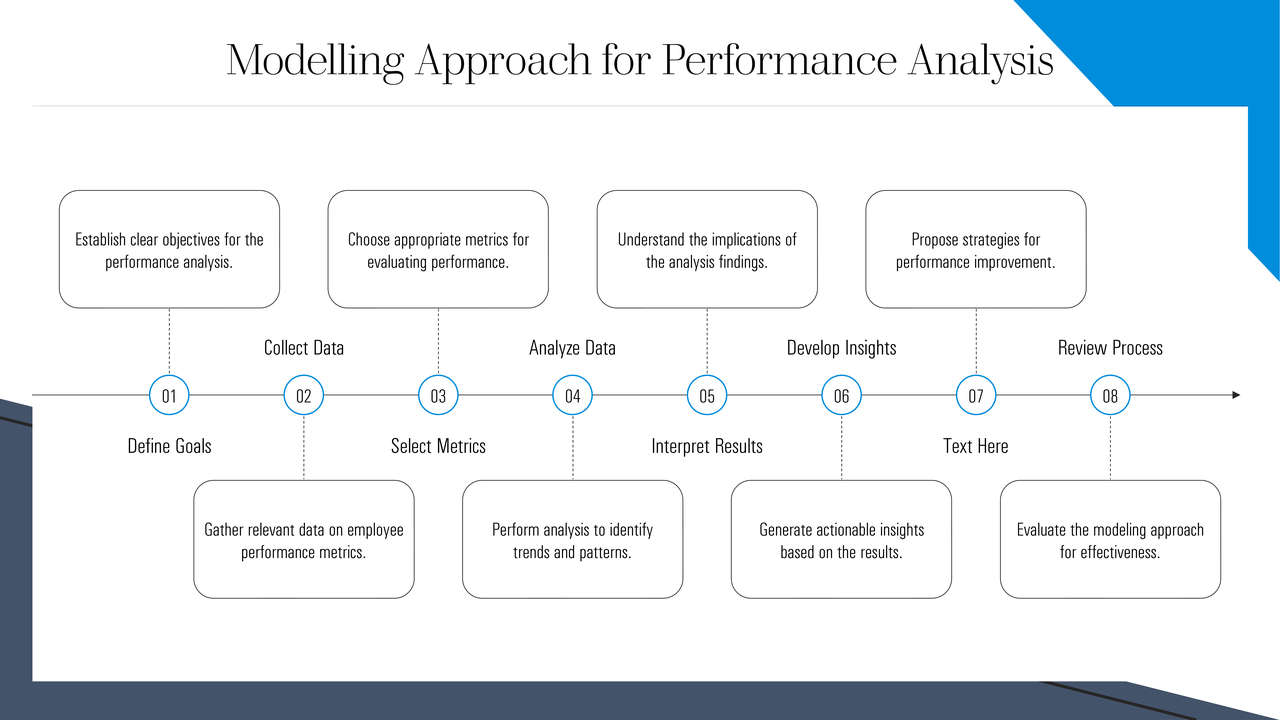 Modelling Approach for Performance Analysis
Establish clear objectives for the
performance analysis.
Choose appropriate metrics for
evaluating performance.
Understand the implications of
the analysis findings.
Propose strategies for
performance improvement.
Collect Data
Analyze Data
Develop Insights
Review Process
01
02
03
04
05
06
07
08
Define Goals
Select Metrics
Interpret Results
Text Here
Gather relevant data on employee
performance metrics.
Perform analysis to identify
trends and patterns.
Generate actionable insights
based on the results.
Evaluate the modeling approach
for effectiveness.